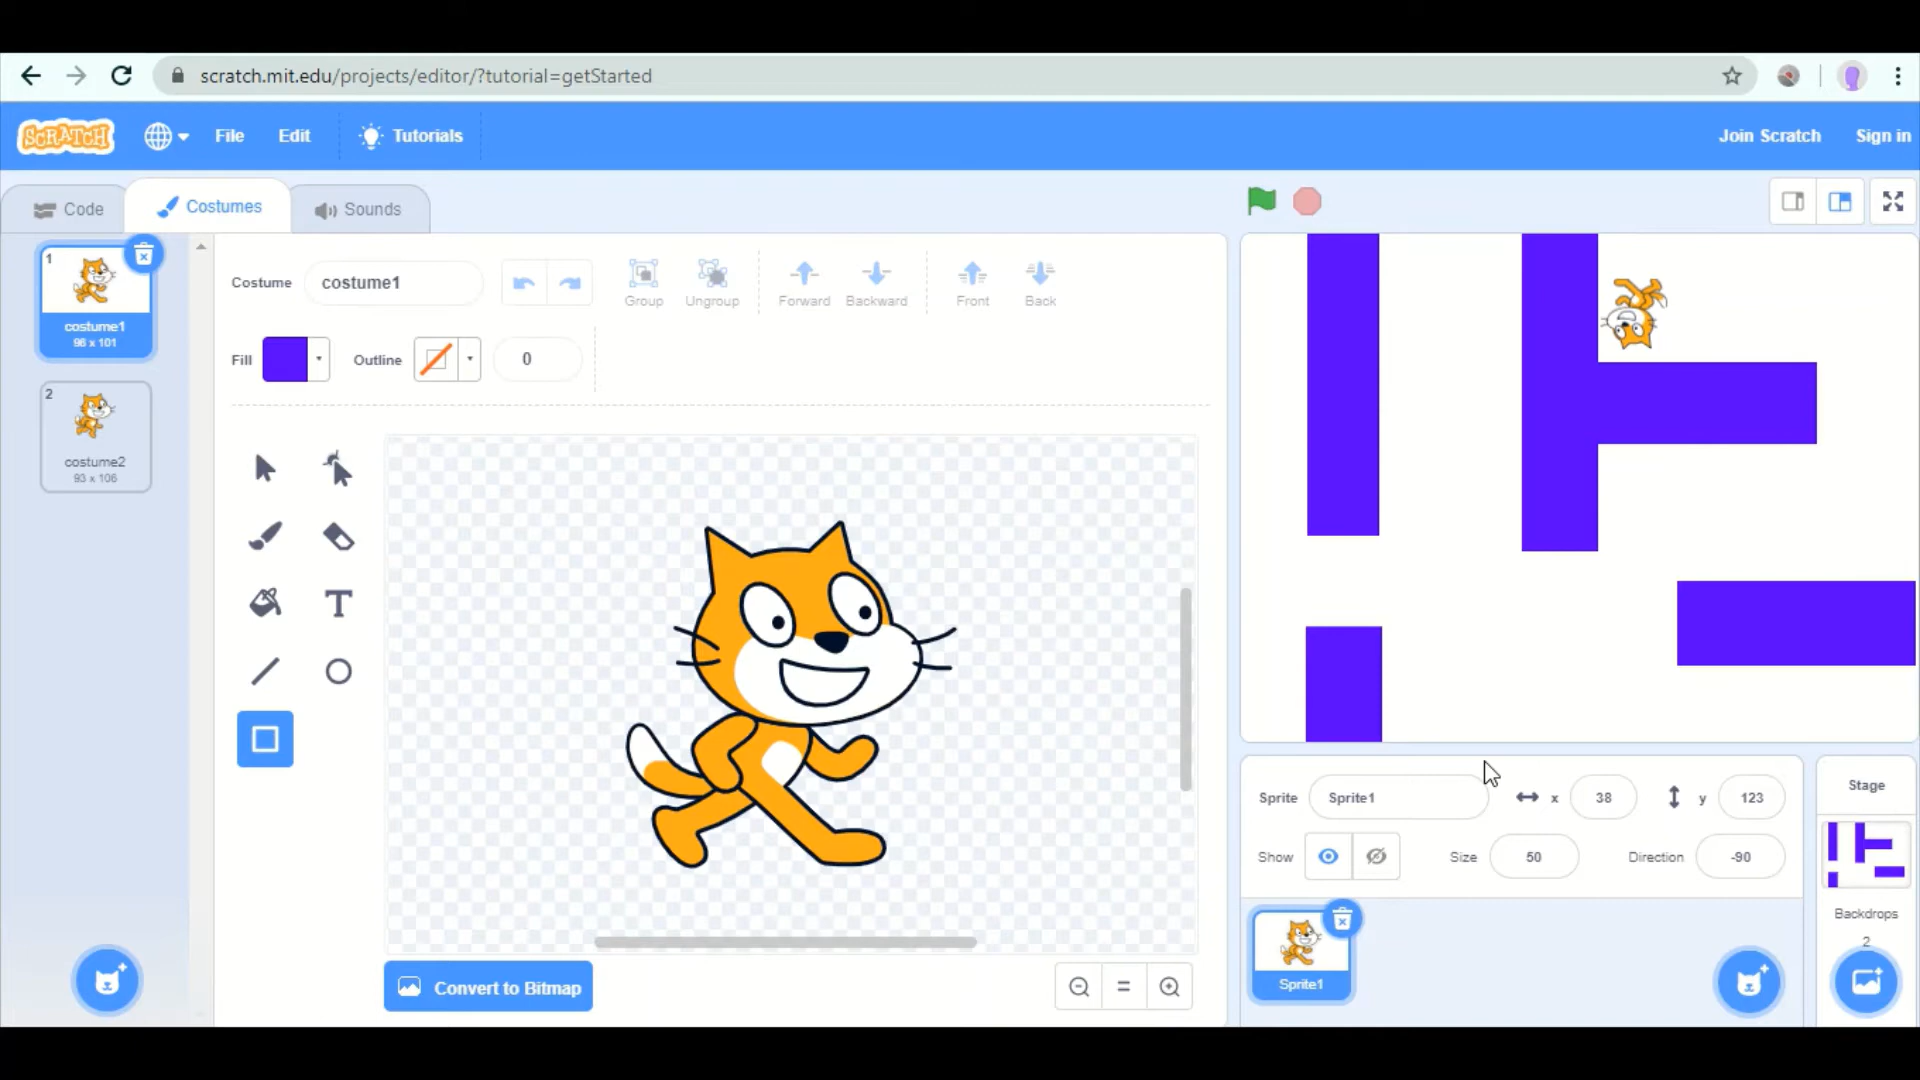 scratch.mit.edu/projects/editor/?tutorial=getStarted
SCRATCH File Edit Tutorials Join Scratch Sign in
Code Costumes Sounds
1
costume1
96 x 101
2
costume2
93 x 106
Costume costume1
Group Ungroup Forward Backward Front Back
Fill Outline 0
T
Convert to Bitmap
Sprite Sprite1 x 38 y 123
Show Size 50 Direction -90
Sprite1
Stage
Backdrops
2